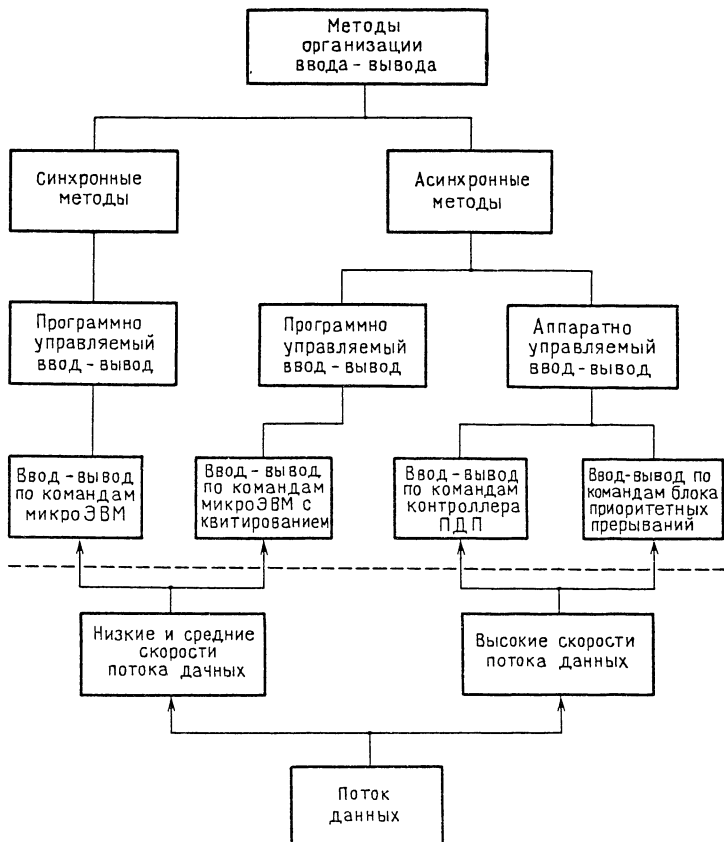 Методы
организации
ввода-вывода
Синхронные
методы
Асинхронные
методы
Программно
управляемый
ввод-вывод
Программно
управляемый
ввод-вывод
Аппаратно
управляемый
ввод-вывод
Ввод-вывод
по командам
микроЭВМ
Ввод-вывод
по командам
микроЭВМ с
квитированием
Ввод-вывод
по командам
контроллера
ПДП
Ввод-вывод по
командам блока
приоритетных
прерываний
Низкие и средние
скорости
потока дачных
Высокие скорости
потока данных
Поток
данных